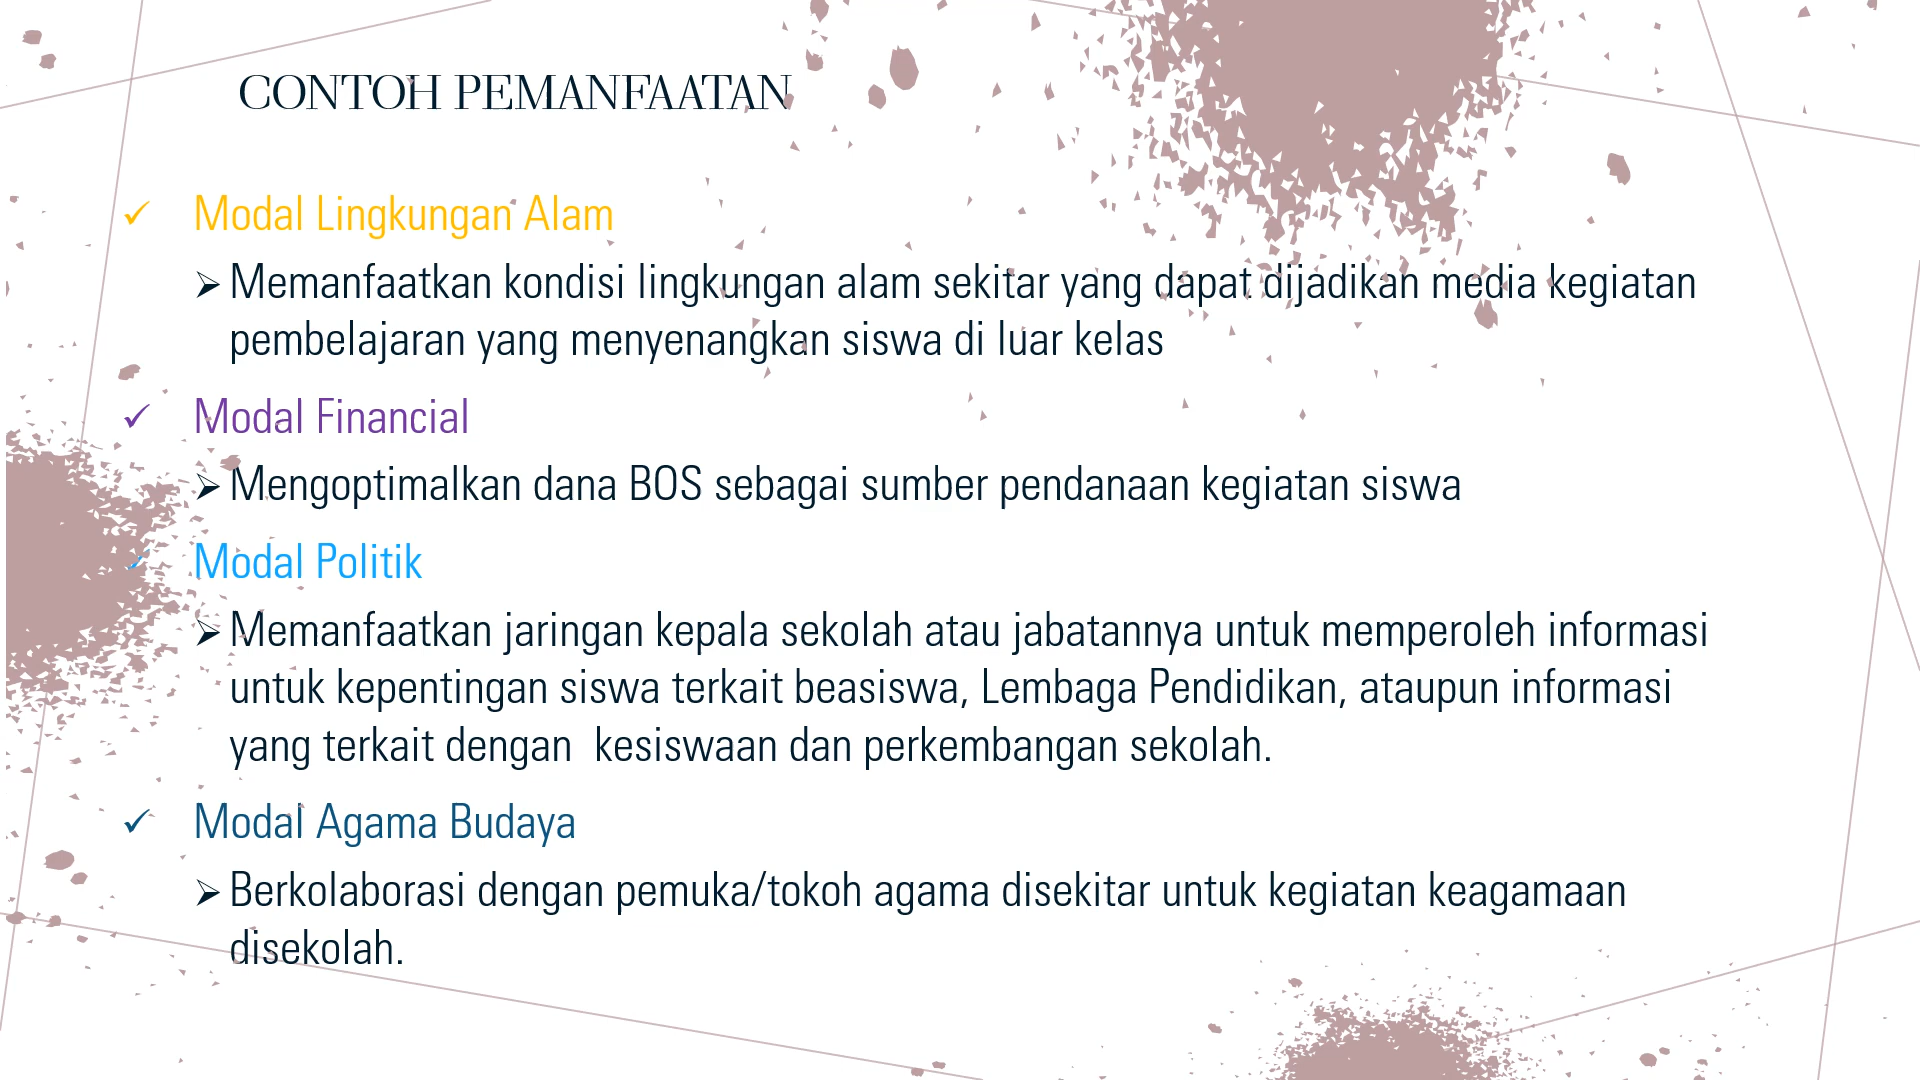 CONTOH PEMANFAATAN
✓ Modal Lingkungan Alam
➢ Memanfaatkan kondisi lingkungan alam sekitar yang dapat dijadikan media kegiatan
pembelajaran yang menyenangkan siswa di luar kelas
✓ Modal Financial
➢ Mengoptimalkan dana BOS sebagai sumber pendanaan kegiatan siswa
✓ Modal Politik
➢ Memanfaatkan jaringan kepala sekolah atau jabatannya untuk memperoleh informasi
untuk kepentingan siswa terkait beasiswa, Lembaga Pendidikan, ataupun informasi
yang terkait dengan  kesiswaan dan perkembangan sekolah.
✓ Modal Agama Budaya
➢ Berkolaborasi dengan pemuka/tokoh agama disekitar untuk kegiatan keagamaan
disekolah.